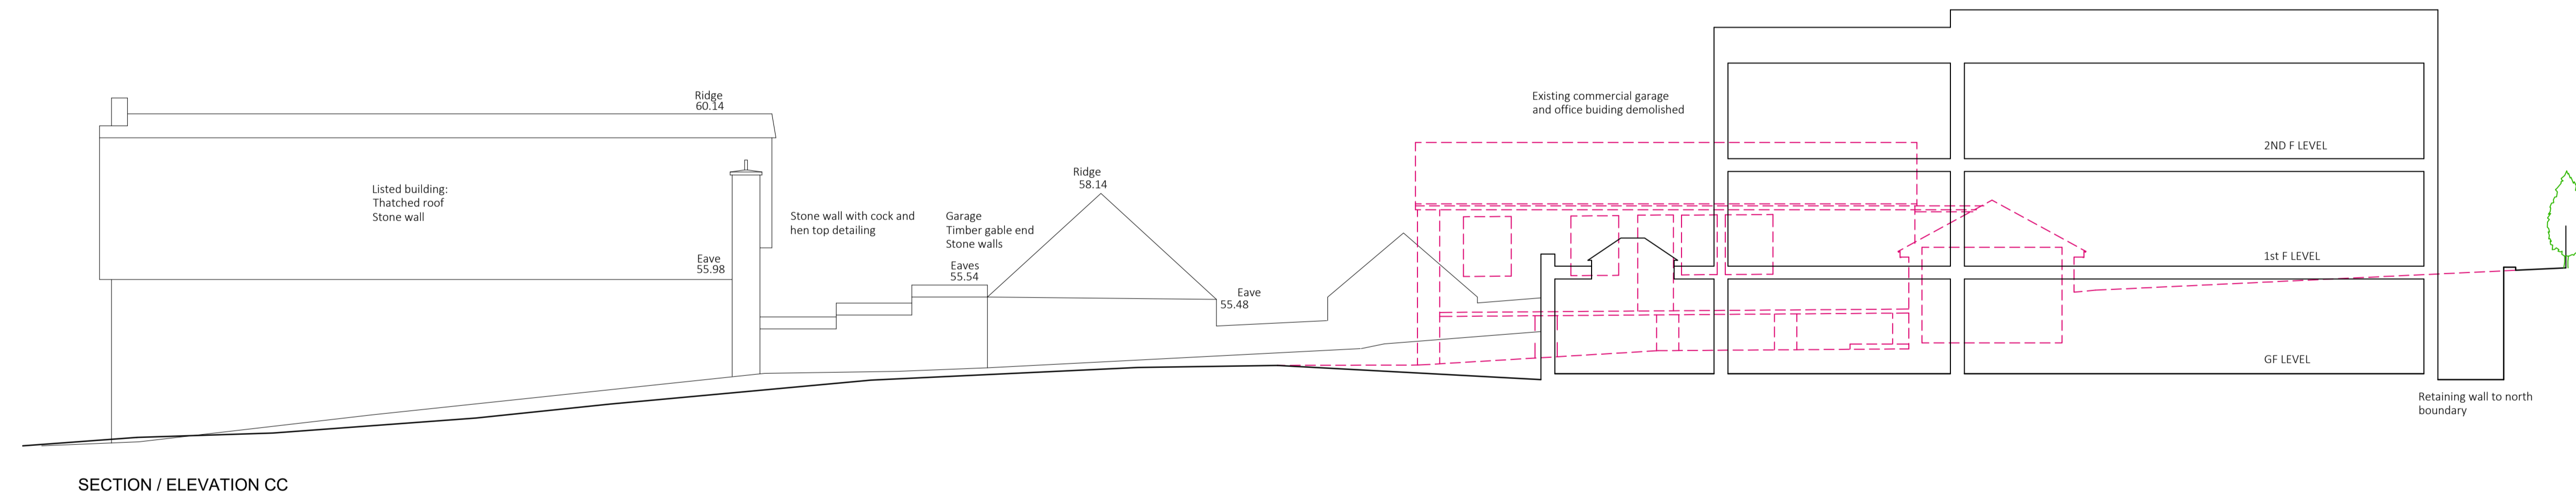 Ridge
60.14
Listed building:
Thatched roof
Stone wall
Eave
55.98
Stone wall with cock and
hen top detailing
Garage
Timber gable end
Stone walls
Eaves
55.54
Ridge
58.14
Eave
55.48
Existing commercial garage
and office buiding demolished
2ND F LEVEL
1st F LEVEL
GF LEVEL
Retaining wall to north
boundary
SECTION / ELEVATION CC